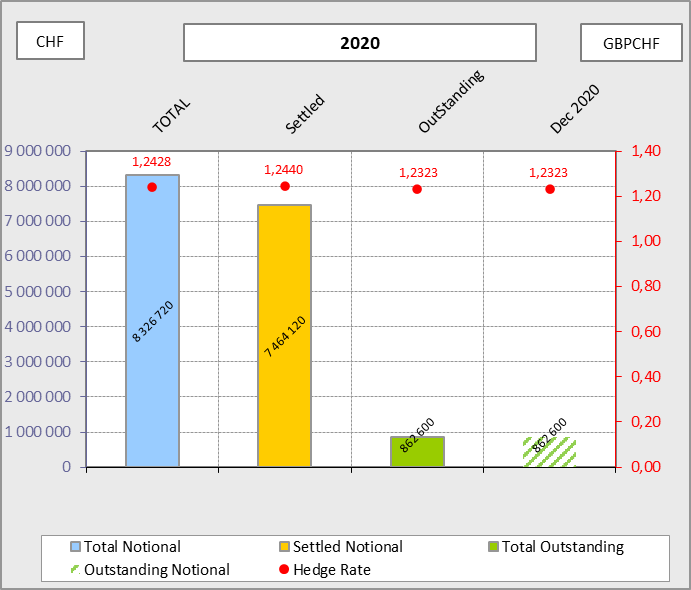 CHF
2020
GBPCHF
TOTAL
Settled
OutStanding
Dec 2020
9 000 000
8 000 000
7 000 000
6 000 000
5 000 000
4 000 000
3 000 000
2 000 000
1 000 000
0
1,2428
1,2440
1,2323
1,2323
8 326 720
7 464 120
862 600
862 600
1,40
1,20
1,00
0,80
0,60
0,40
0,20
0,00
Total Notional
Settled Notional
Total Outstanding
Outstanding Notional
Hedge Rate